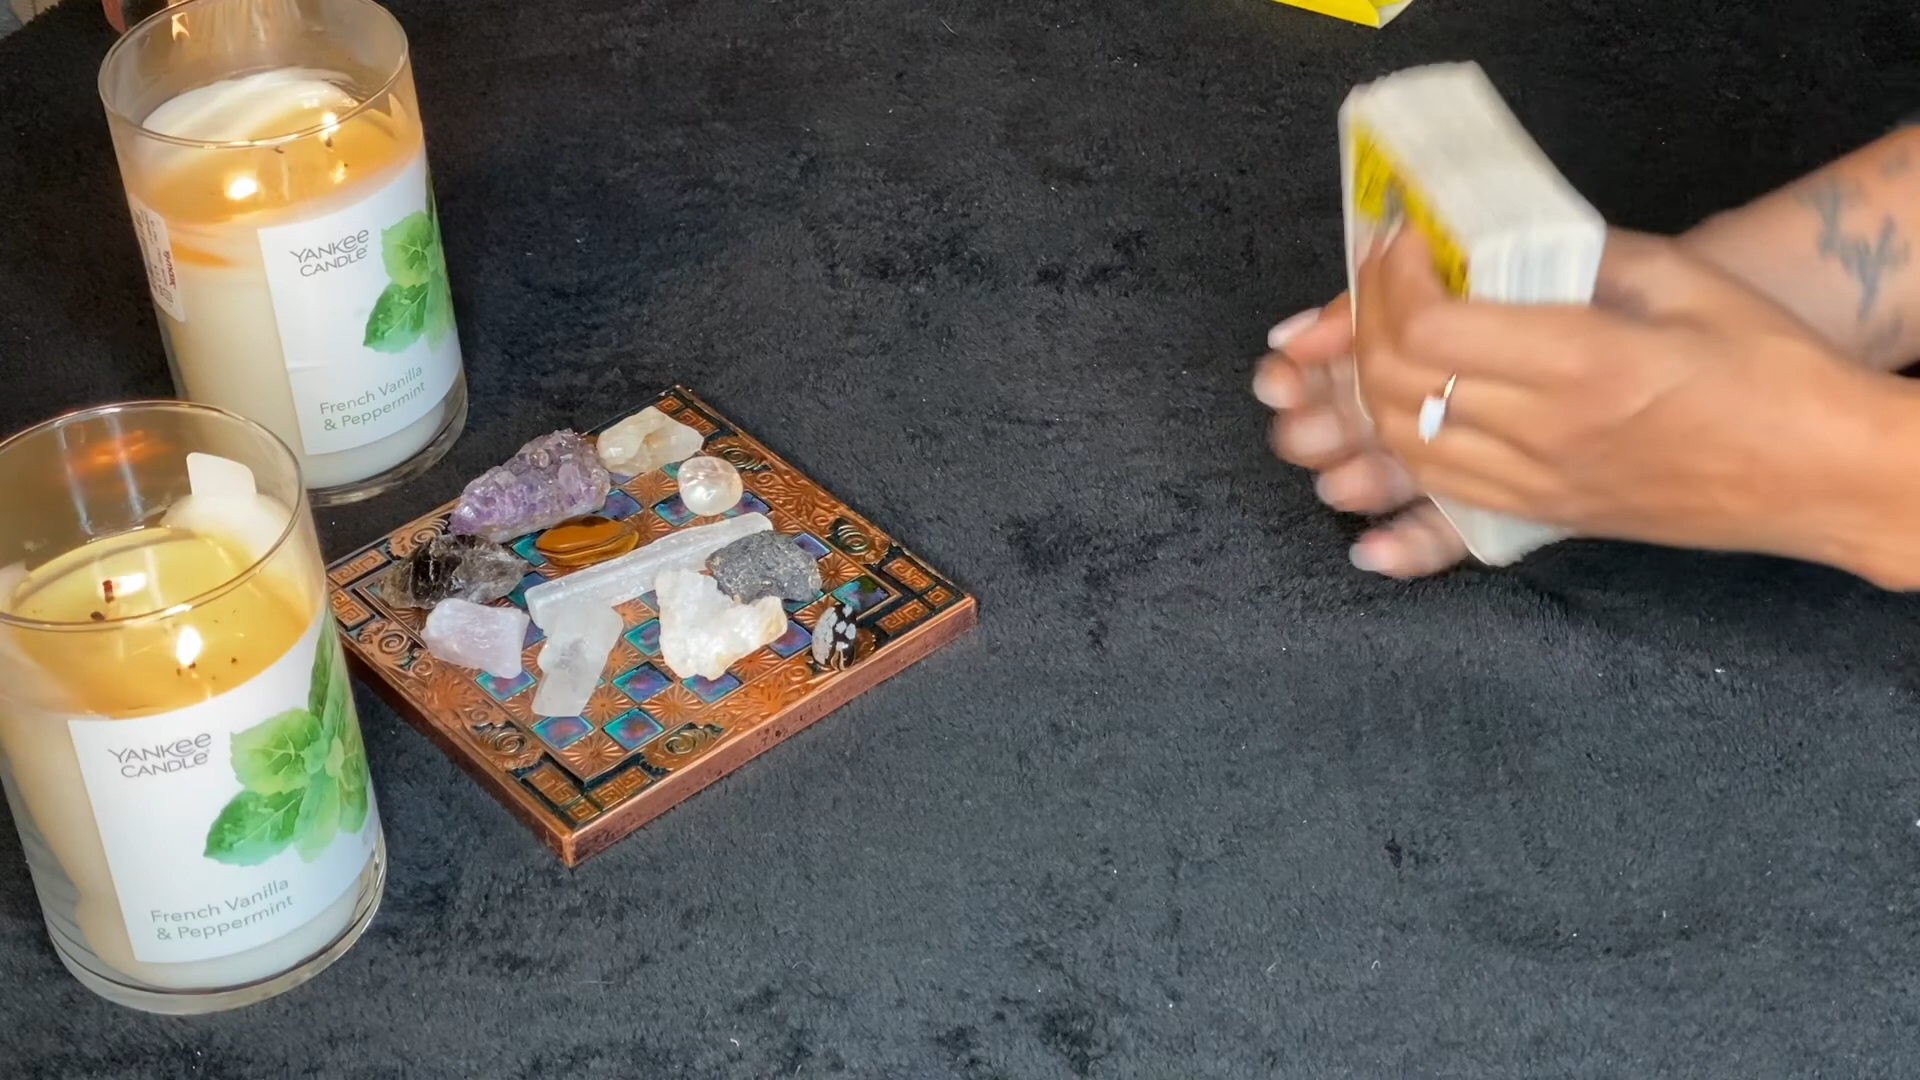 YANKEE
CANDLE
French Vanilla
& Peppermint
YANKEE
CANDLE
French Vanilla
& Peppermint